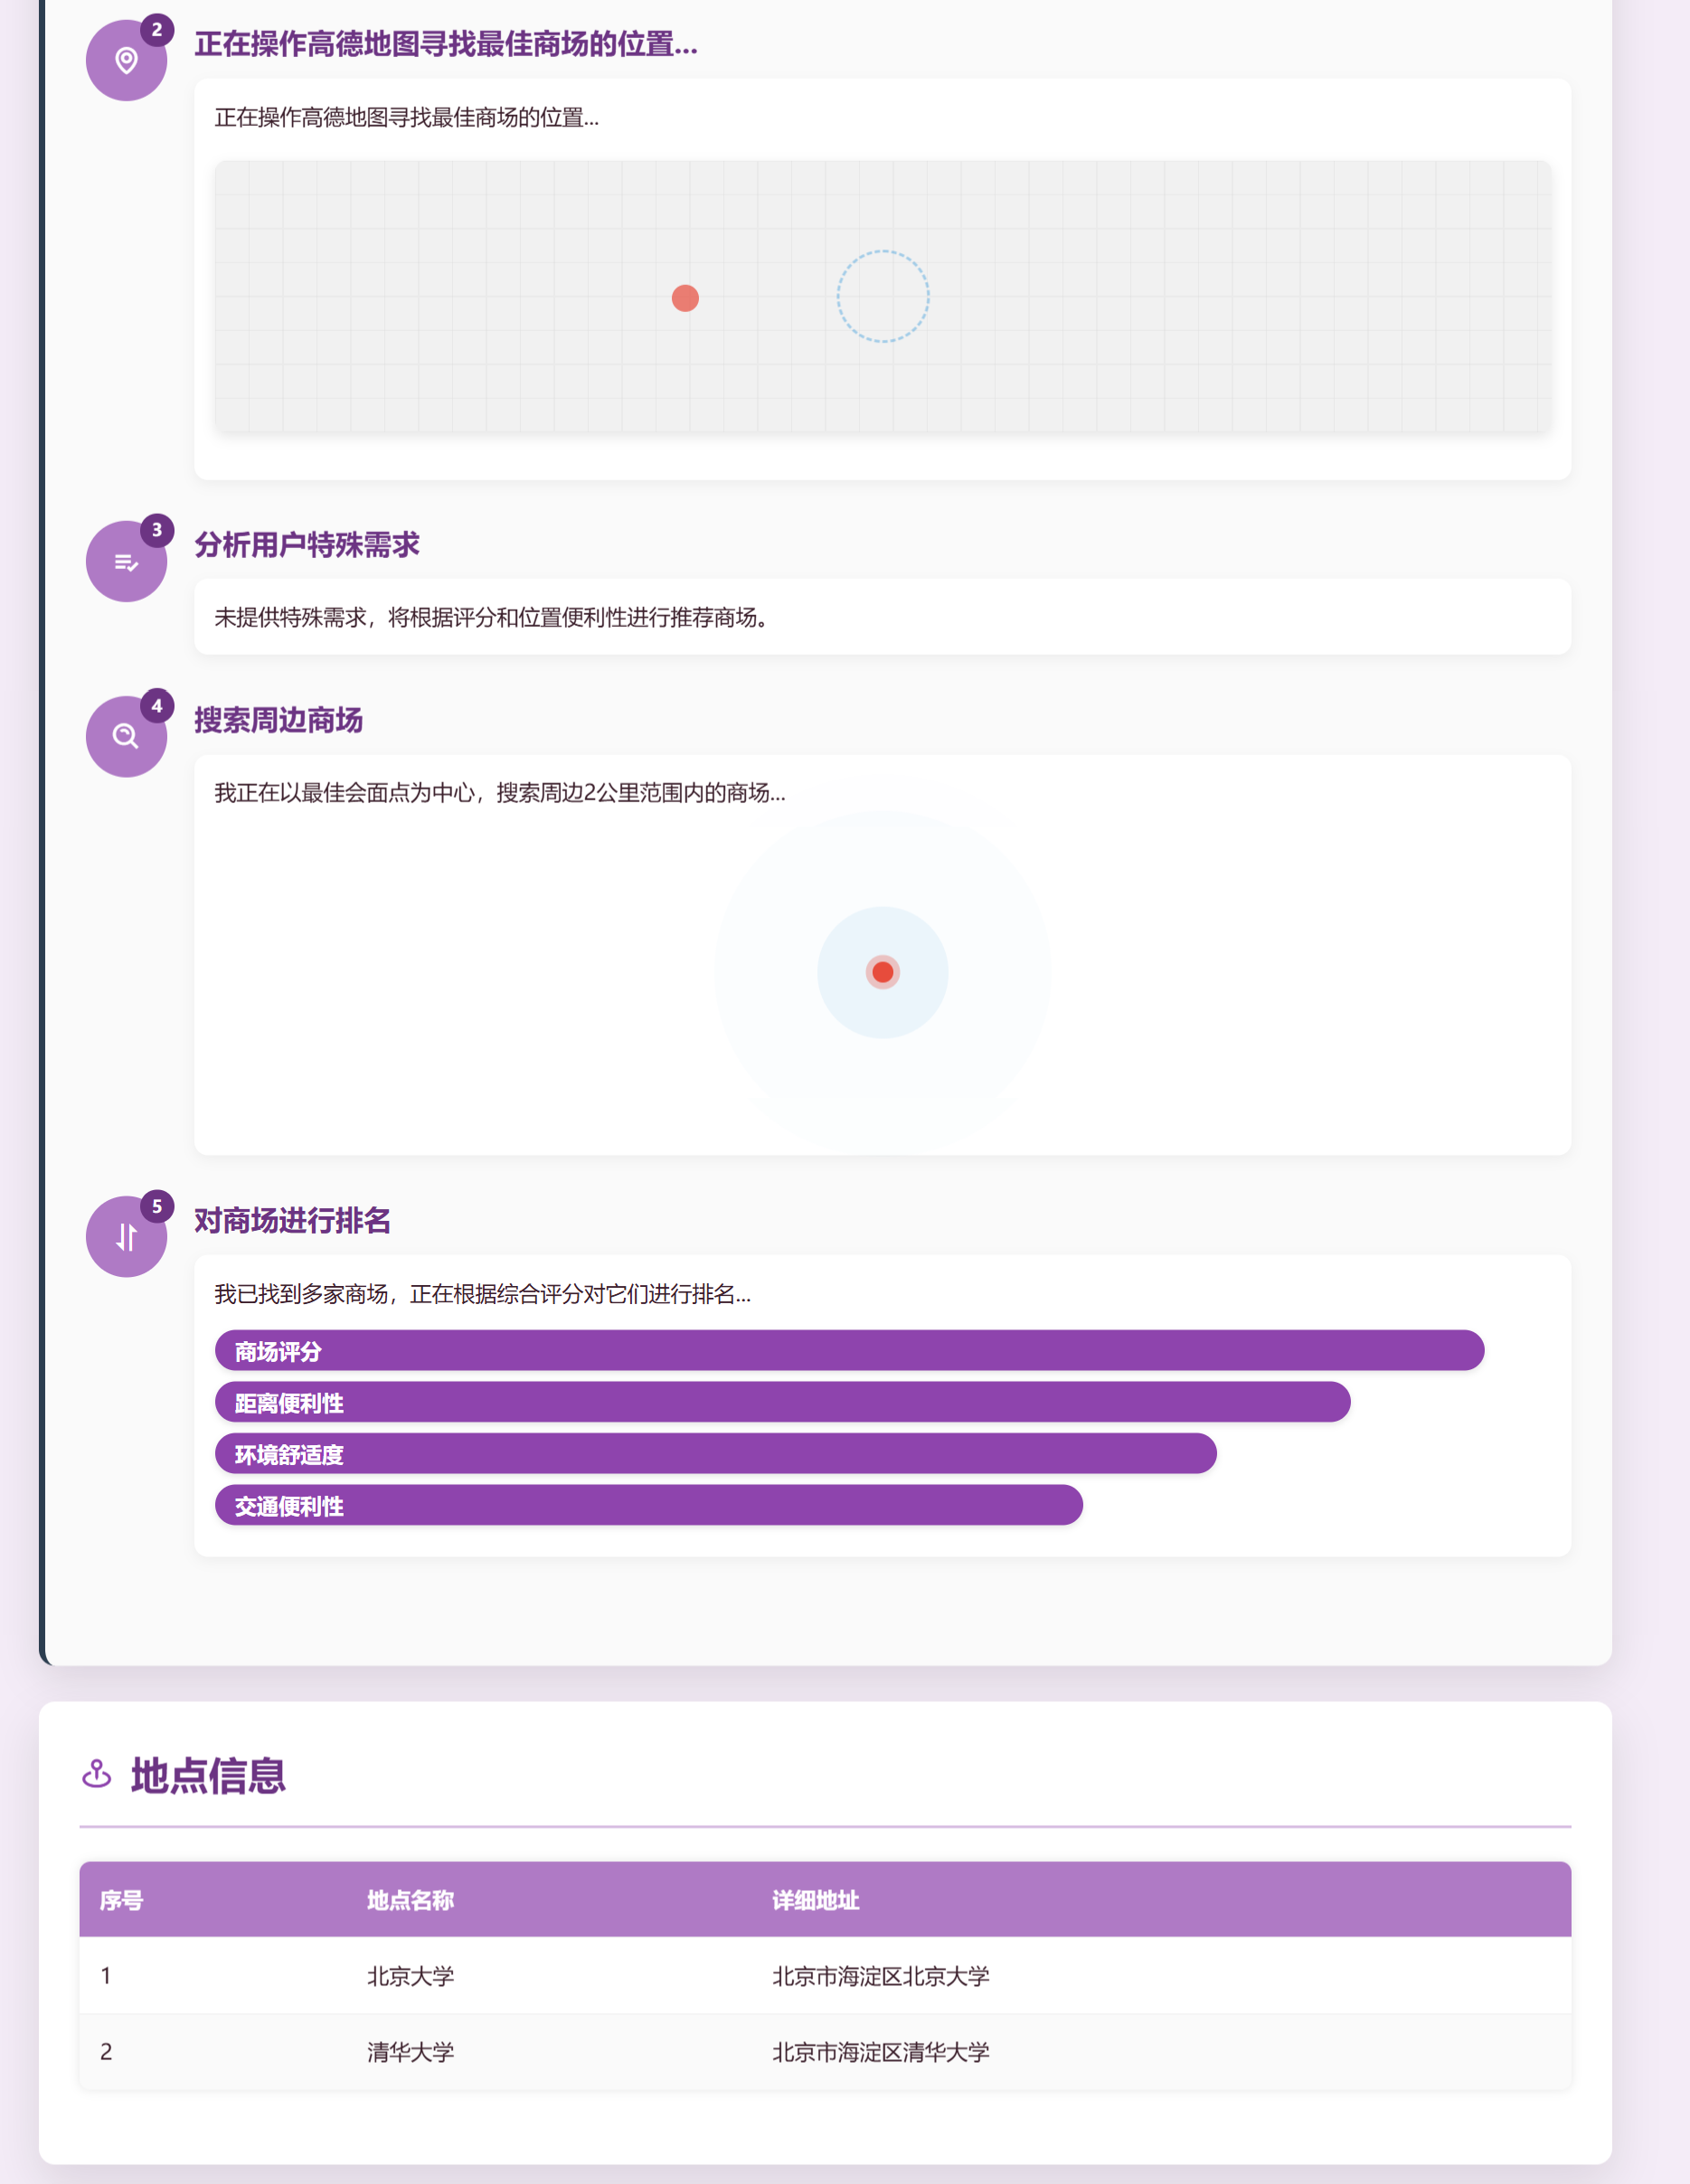 2
正在操作高德地图寻找最佳商场的位置...
正在操作高德地图寻找最佳商场的位置...
3
分析用户特殊需求
未提供特殊需求，将根据评分和位置便利性进行推荐商场。
4
搜索周边商场
我正在以最佳会面点为中心，搜索周边2公里范围内的商场...
5
对商场进行排名
我已找到多家商场，正在根据综合评分对它们进行排名...
商场评分
距离便利性
环境舒适度
交通便利性
地点信息
序号 地点名称 详细地址
1 北京大学 北京市海淀区北京大学
2 清华大学 北京市海淀区清华大学